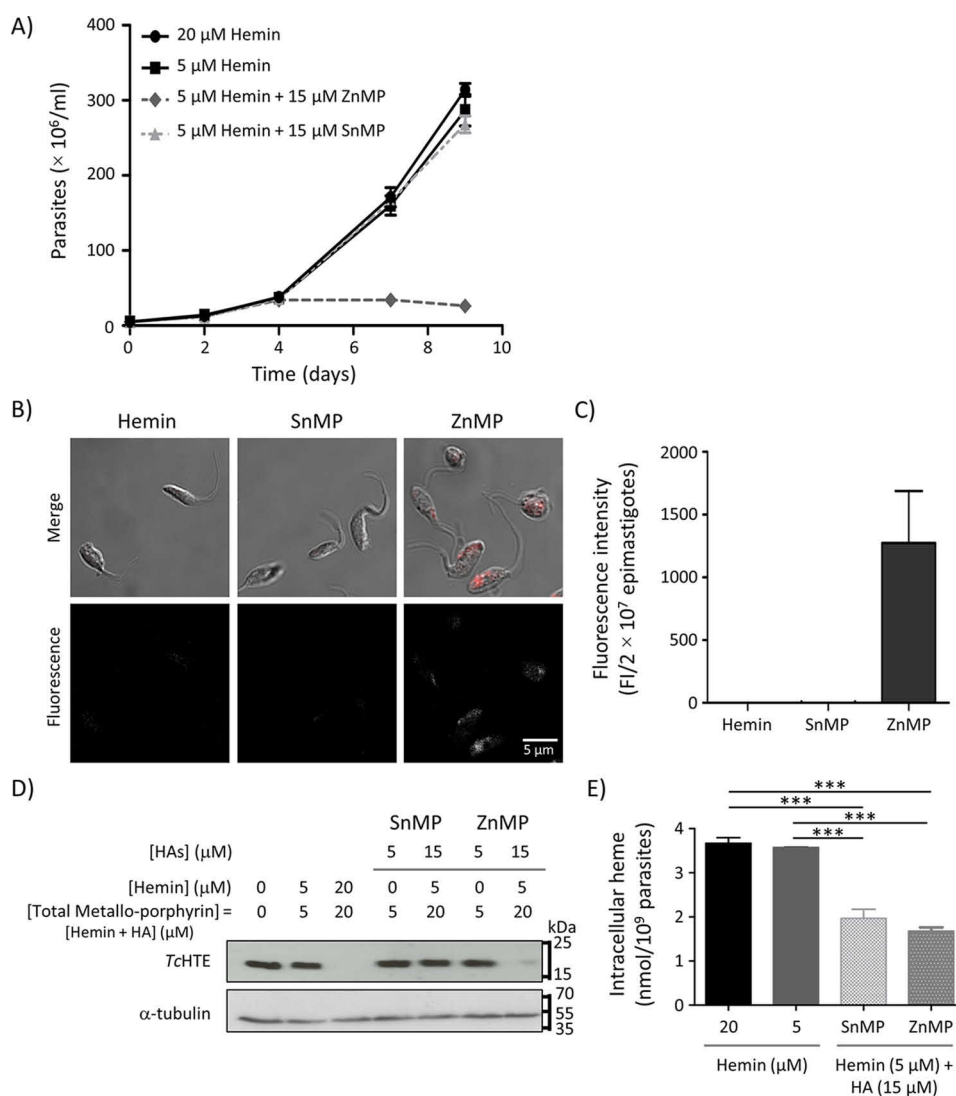 A)
400
300
200
100
0
Parasites (× 10⁶/ml)
20 µM Hemin
5 µM Hemin
5 µM Hemin + 15 µM ZnMP
5 µM Hemin + 15 µM SnMP
0 2 4 6 8 10
Time (days)
B)
Hemin SnMP ZnMP
Merge
Fluorescence
5 µm
C)
Fluorescence intensity
(FI/2 × 10⁷ epimastigotes)
2000
1500
1000
500
0
Hemin SnMP ZnMP
D)
SnMP ZnMP
[HAs] (µM) 5 15 5 15
[Hemin] (µM) 0 5 20 0 5 0 5
[Total Metallo-porphyrin] = 0 5 20 5 20 5 20
[Hemin + HA] (µM)
kDa
TcHTE
25
15
α-tubulin
70
55
35
E)
Intracellular heme
(nmol/10⁹ parasites)
4
3
2
1
0
***
***
***
***
20 5 SnMP ZnMP
Hemin (µM) Hemin (5 µM) +
HA (15 µM)